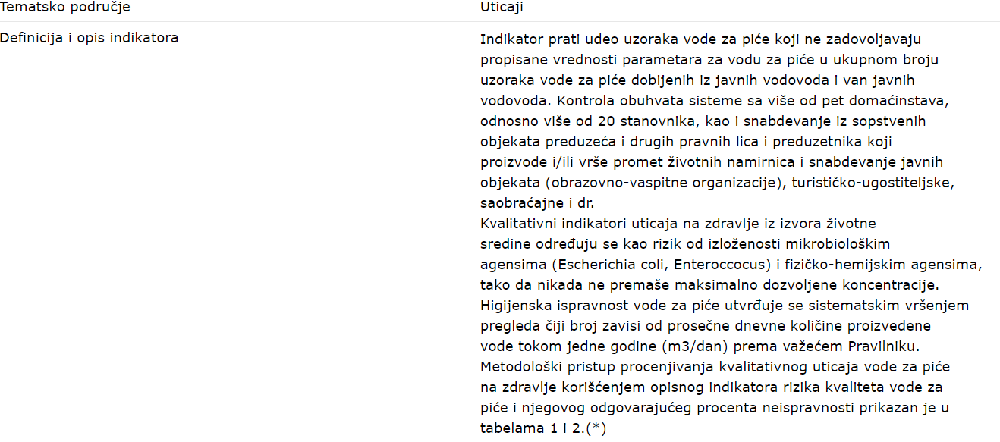 Tematsko područje
Uticaji
Definicija i opis indikatora
Indikator prati udeo uzoraka vode za piće koji ne zadovoljavaju
propisane vrednosti parametara za vodu za piće u ukupnom broju
uzoraka vode za piće dobijenih iz javnih vodovoda i van javnih
vodovoda. Kontrola obuhvata sisteme sa više od pet domaćinstava,
odnosno više od 20 stanovnika, kao i snabdevanje iz sopstvenih
objekata preduzeća i drugih pravnih lica i preduzetnika koji
proizvode i/ili vrše promet životnih namirnica i snabdevanje javnih
objekata (obrazovno-vaspitne organizacije), turističko-ugostiteljske,
saobraćajne i dr.
Kvalitativni indikatori uticaja na zdravlje iz izvora životne
sredine određuju se kao rizik od izloženosti mikrobiološkim
agensima (Escherichia coli, Enteroccocus) i fizičko-hemijskim agensima,
tako da nikada ne premaše maksimalno dozvoljene koncentracije.
Higijenska ispravnost vode za piće utvrđuje se sistematskim vršenjem
pregleda čiji broj zavisi od prosečne dnevne količine proizvedene
vode tokom jedne godine (m3/dan) prema važećem Pravilniku.
Metodološki pristup procenjivanja kvalitativnog uticaja vode za piće
na zdravlje korišćenjem opisnog indikatora rizika kvaliteta vode za
piće i njegovog odgovarajućeg procenta neispravnosti prikazan je u
tabelama 1 i 2.(*)